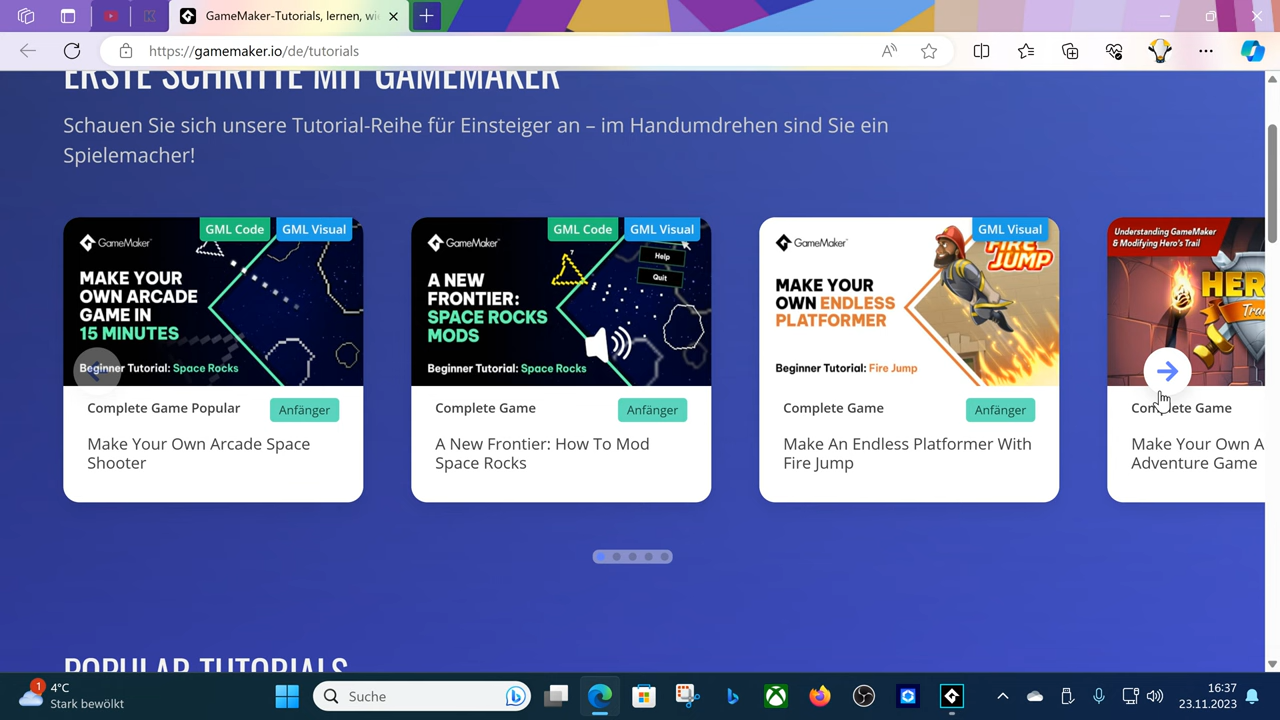 GameMaker-Tutorials, lernen, wi
https://gamemaker.io/de/tutorials
ERSTE SCHRITTE MIT GAMEMAKER
Schauen Sie sich unsere Tutorial-Reihe für Einsteiger an – im Handumdrehen sind Sie ein
Spielemacher!
GML Code
GML Visual
GameMaker
MAKE YOUR
OWN ARCADE
GAME IN
15 MINUTES
Beginner Tutorial: Space Rocks
Complete Game Popular
Anfänger
Make Your Own Arcade Space
Shooter
GML Code
GML Visual
GameMaker
Help
Quit
A NEW
FRONTIER:
SPACE ROCKS
MODS
Beginner Tutorial: Space Rocks
Complete Game
Anfänger
A New Frontier: How To Mod
Space Rocks
GML Visual
GameMaker
FIRE
JUMP
MAKE YOUR
OWN ENDLESS
PLATFORMER
Beginner Tutorial: Fire Jump
Complete Game
Anfänger
Make An Endless Platformer With
Fire Jump
Understanding GameMaker
& Modifying Hero's Trail
HER
Tra
Complete Game
Make Your Own A
Adventure Game
POPULAR TUTORIALS
1
4°C
Stark bewölkt
Suche
16:37
23.11.2023